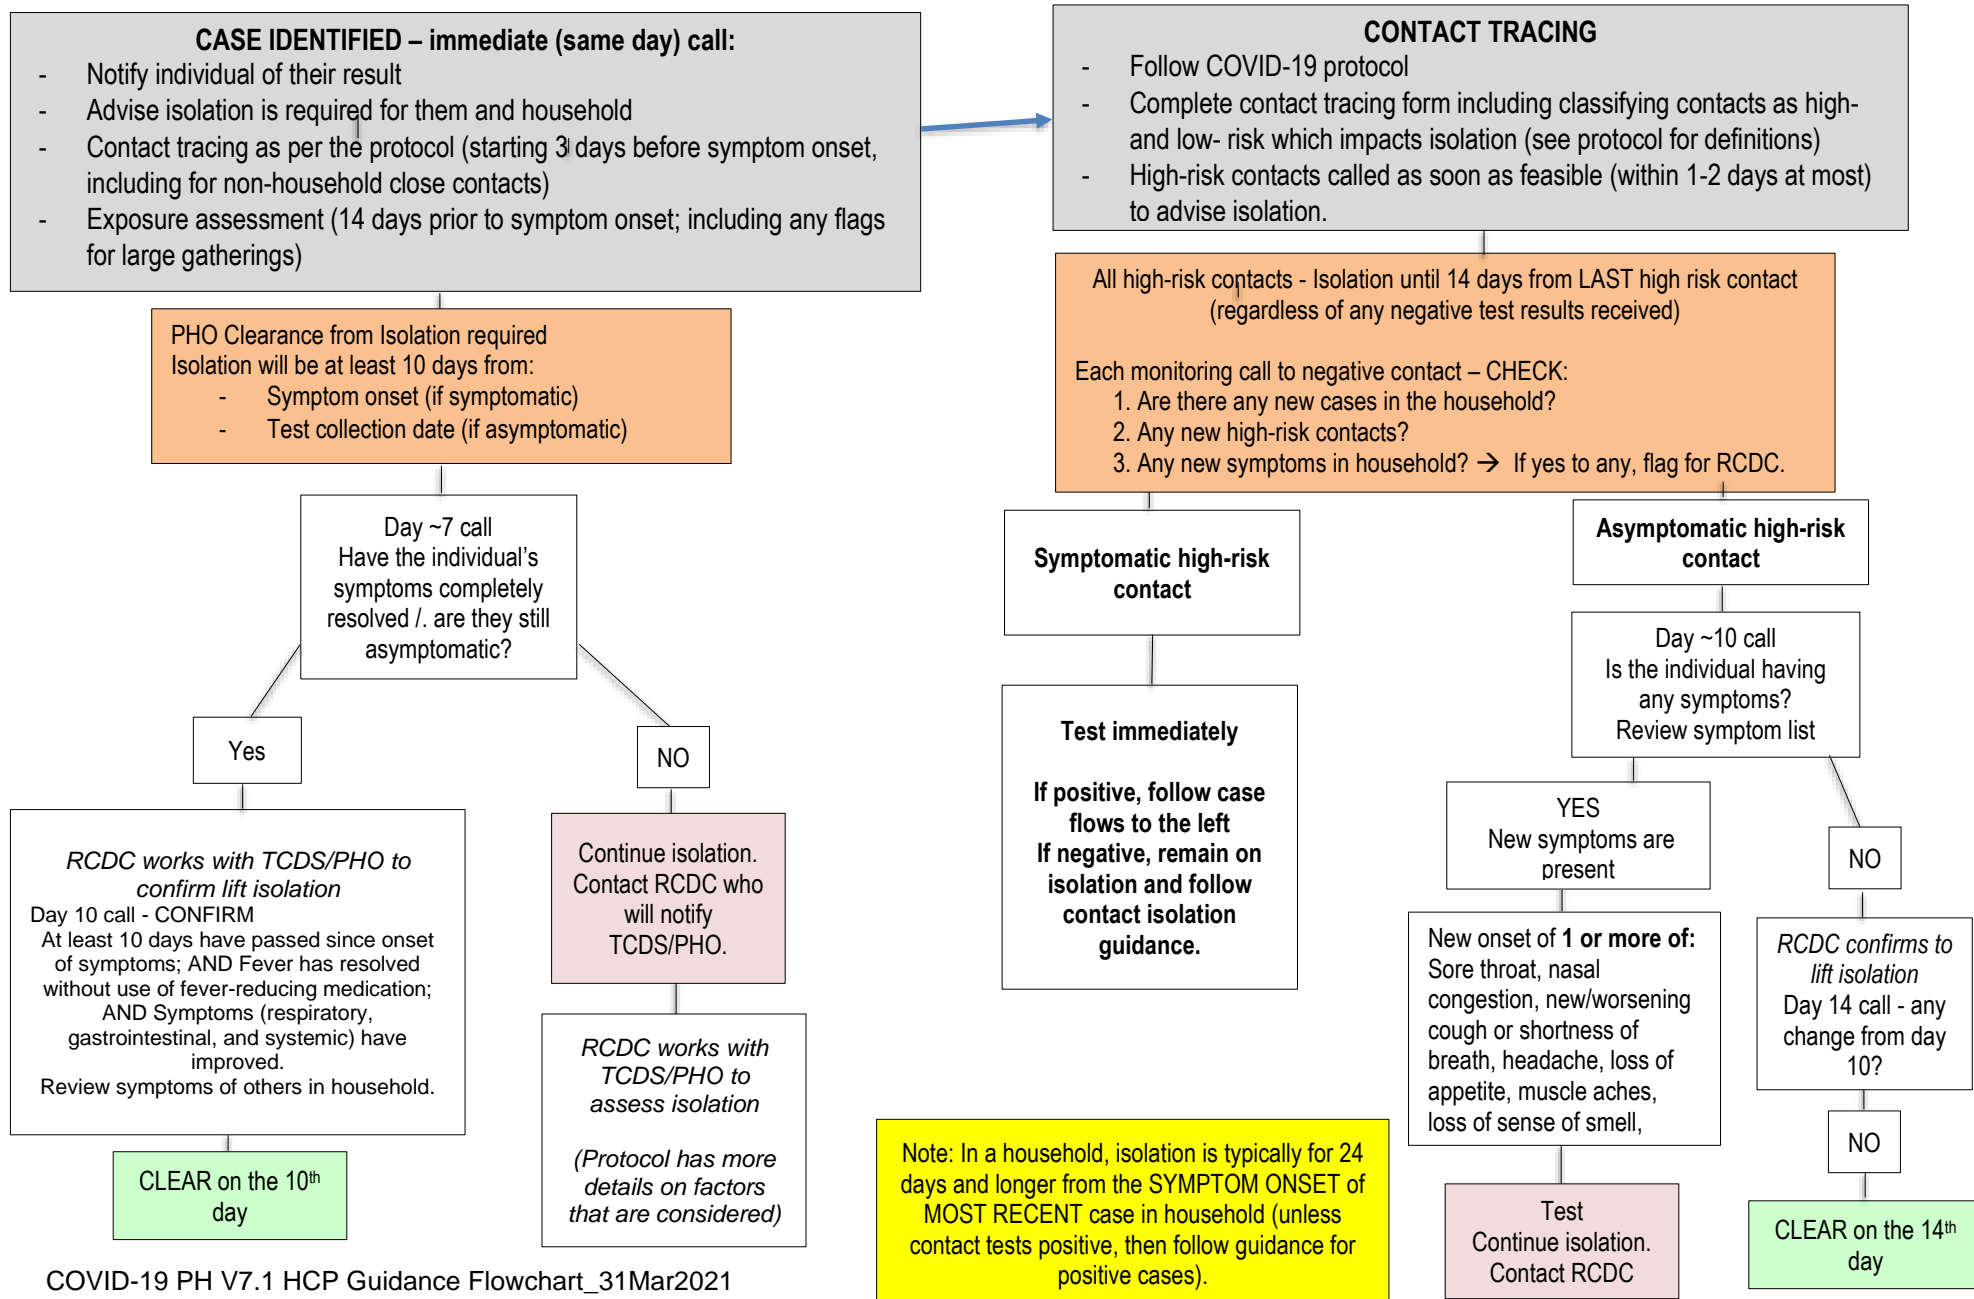 CASE IDENTIFIED – immediate (same day) call:
- Notify individual of their result
- Advise isolation is required for them and household
- Contact tracing as per the protocol (starting 3 days before symptom onset,
including for non-household close contacts)
- Exposure assessment (14 days prior to symptom onset; including any flags
for large gatherings)
PHO Clearance from Isolation required
Isolation will be at least 10 days from:
- Symptom onset (if symptomatic)
- Test collection date (if asymptomatic)
Day ~7 call
Have the individual’s
symptoms completely
resolved /. are they still
asymptomatic?
Yes
NO
RCDC works with TCDS/PHO to
confirm lift isolation
Day 10 call - CONFIRM
At least 10 days have passed since onset
of symptoms; AND Fever has resolved
without use of fever-reducing medication;
AND Symptoms (respiratory,
gastrointestinal, and systemic) have
improved.
Review symptoms of others in household.
CLEAR on the 10th
day
Continue isolation.
Contact RCDC who
will notify
TCDS/PHO.
RCDC works with
TCDS/PHO to
assess isolation
(Protocol has more
details on factors
that are considered)
CONTACT TRACING
- Follow COVID-19 protocol
- Complete contact tracing form including classifying contacts as high-
and low- risk which impacts isolation (see protocol for definitions)
- High-risk contacts called as soon as feasible (within 1-2 days at most)
to advise isolation.
All high-risk contacts - Isolation until 14 days from LAST high risk contact
(regardless of any negative test results received)
Each monitoring call to negative contact – CHECK:
1. Are there any new cases in the household?
2. Any new high-risk contacts?
3. Any new symptoms in household? → If yes to any, flag for RCDC.
Symptomatic high-risk
contact
Test immediately
If positive, follow case
flows to the left
If negative, remain on
isolation and follow
contact isolation
guidance.
Asymptomatic high-risk
contact
Day ~10 call
Is the individual having
any symptoms?
Review symptom list
YES
New symptoms are
present
New onset of 1 or more of:
Sore throat, nasal
congestion, new/worsening
cough or shortness of
breath, headache, loss of
appetite, muscle aches,
loss of sense of smell,
Test
Continue isolation.
Contact RCDC
NO
RCDC confirms to
lift isolation
Day 14 call - any
change from day
10?
NO
CLEAR on the 14th
day
Note: In a household, isolation is typically for 24
days and longer from the SYMPTOM ONSET of
MOST RECENT case in household (unless
contact tests positive, then follow guidance for
positive cases).
COVID-19 PH V7.1 HCP Guidance Flowchart_31Mar2021